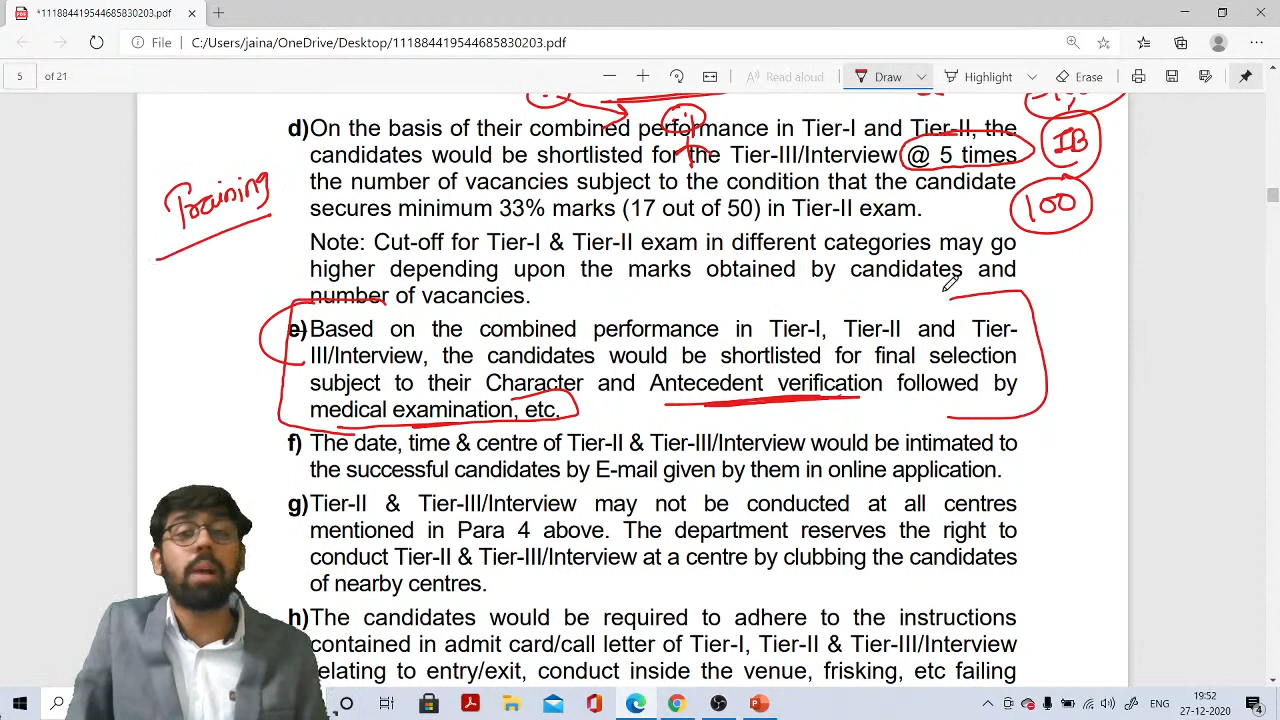 *111884419544685830203.pdf
File C:/Users/jaina/OneDrive/Desktop/111884419544685830203.pdf
5 of 21 Read aloud Draw Highlight Erase
d)On the basis of their combined performance in Tier-I and Tier-II, the
candidates would be shortlisted for the Tier-III/Interview @ 5 times
the number of vacancies subject to the condition that the candidate
secures minimum 33% marks (17 out of 50) in Tier-II exam.
IB
100
Training
Note: Cut-off for Tier-I & Tier-II exam in different categories may go
higher depending upon the marks obtained by candidates and
number of vacancies.
e)Based on the combined performance in Tier-I, Tier-II and Tier-
III/Interview, the candidates would be shortlisted for final selection
subject to their Character and Antecedent verification followed by
medical examination, etc.
f) The date, time & centre of Tier-II & Tier-III/Interview would be intimated to
the successful candidates by E-mail given by them in online application.
g)Tier-II & Tier-III/Interview may not be conducted at all centres
mentioned in Para 4 above. The department reserves the right to
conduct Tier-II & Tier-III/Interview at a centre by clubbing the candidates
of nearby centres.
h)The candidates would be required to adhere to the instructions
contained in admit card/call letter of Tier-I, Tier-II & Tier-III/Interview
relating to entry/exit, conduct inside the venue, frisking, etc failing
ENG
19:52
27-12-2020
4